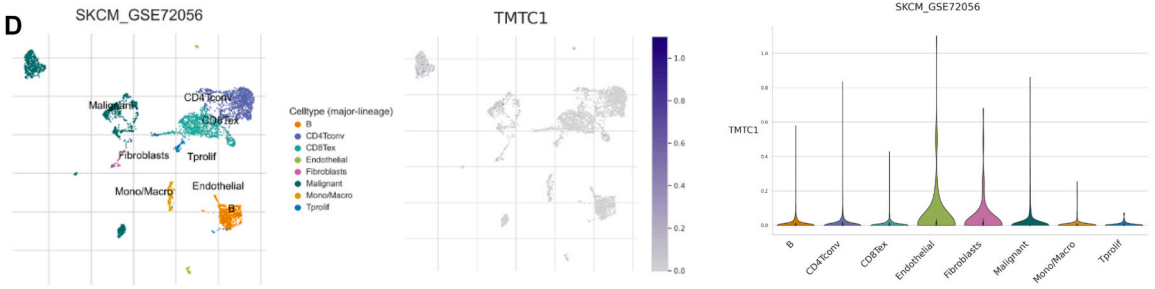 D
SKCM_GSE72056
Malignant
CD4Tconv
CD8Tex
Fibroblasts
Tprolif
Mono/Macro
Endothelial
B
Celltype (major-lineage)
B
CD4Tconv
CD8Tex
Endothelial
Fibroblasts
Malignant
Mono/Macro
Tprolif
TMTC1
1.0
0.8
0.6
0.4
0.2
0.0
SKCM_GSE72056
TMTC1
1.0
0.8
0.6
0.4
0.2
0.0
B
CD4Tconv
CD8Tex
Endothelial
Fibroblasts
Malignant
Mono/Macro
Tprolif